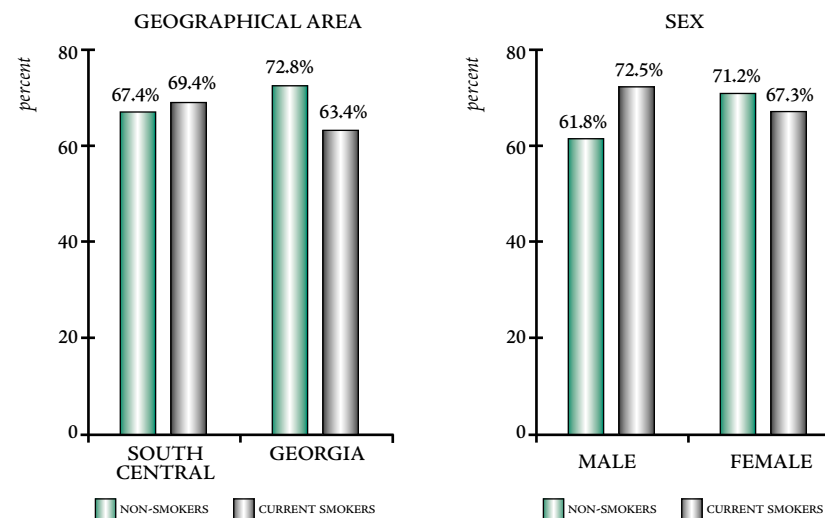 GEOGRAPHICAL AREA
percent
80
60
40
20
0
67.4%
69.4%
72.8%
63.4%
SOUTH
CENTRAL
GEORGIA
NON-SMOKERS
CURRENT SMOKERS
SEX
percent
80
60
40
20
0
61.8%
72.5%
71.2%
67.3%
MALE
FEMALE
NON-SMOKERS
CURRENT SMOKERS